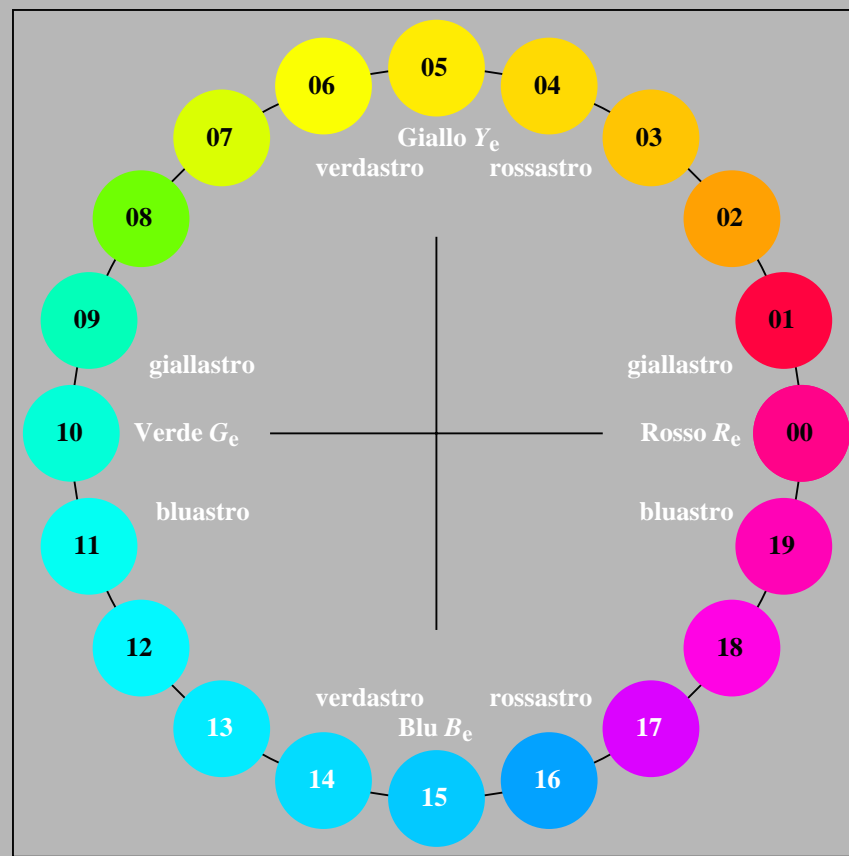 05
06
04
07
Giallo Ye
03
verdastro
rossastro
08
02
09
01
giallastro
giallastro
10
Verde Ge
Rosso Re
00
bluastro
bluastro
11
19
12
18
verdastro
rossastro
13
Blu Be
17
14
16
15